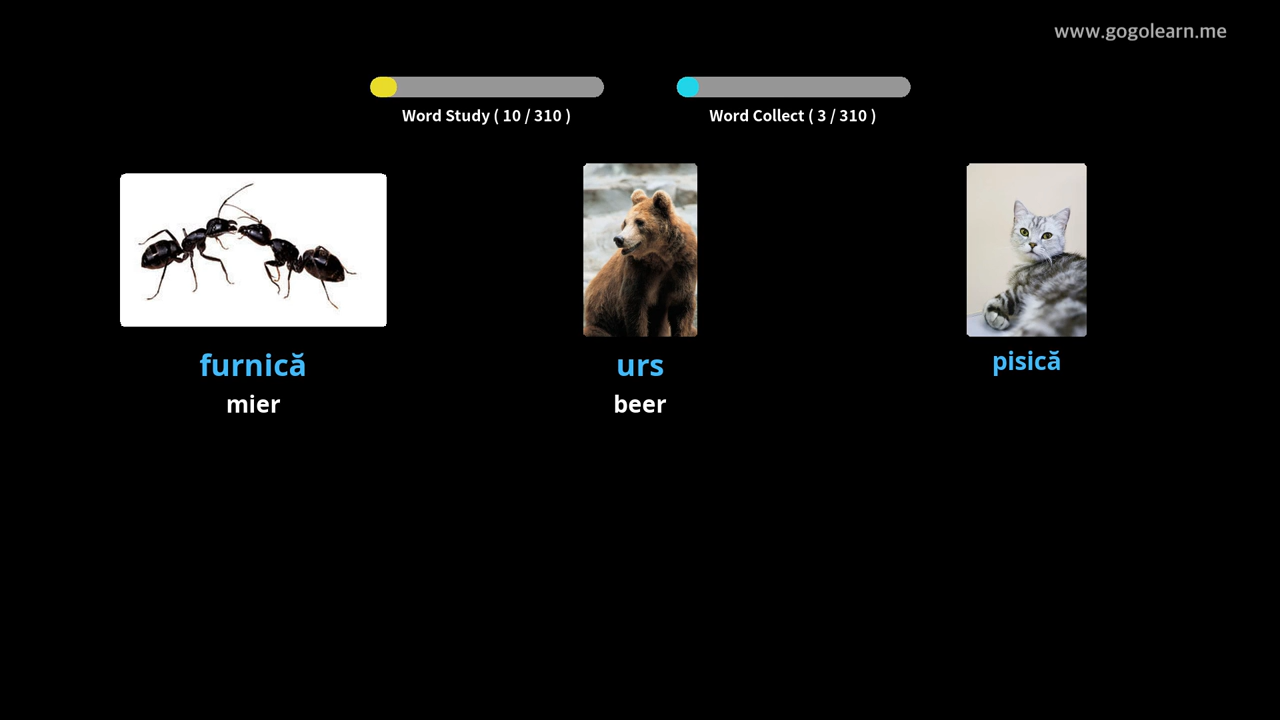 www.gogolearn.me
Word Study ( 10 / 310 )
Word Collect ( 3 / 310 )
furnică
mier
urs
beer
pisică